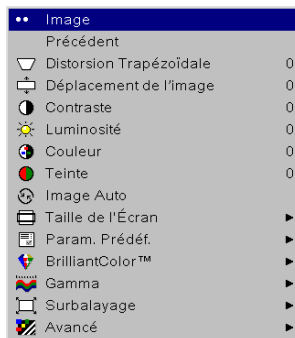 Image
Précédent
Distorsion Trapézoïdale 0
Déplacement de l'image 0
Contraste 0
Luminosité 0
Couleur 0
Teinte 0
Image Auto
Taille de l'Écran
Param. Prédéf.
BrilliantColor™
Gamma
Surbalayage
Avancé